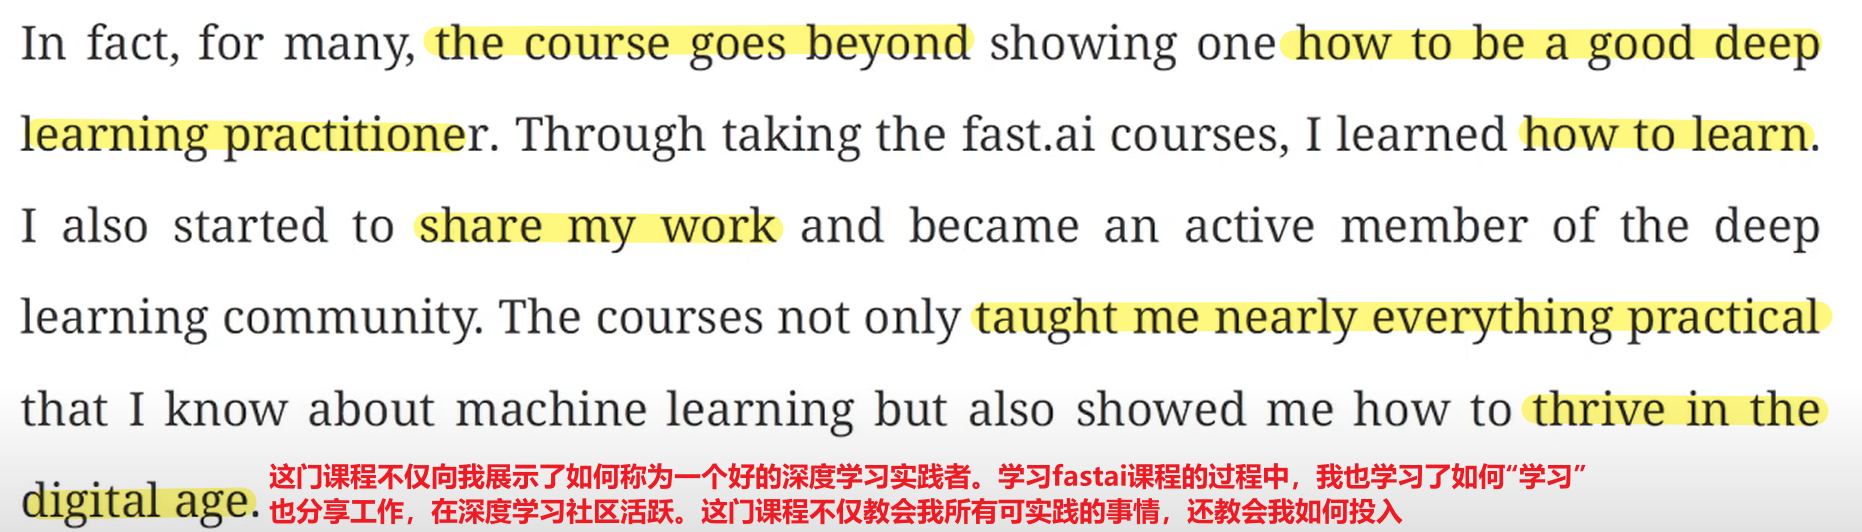 In fact, for many, the course goes beyond showing one how to be a good deep
learning practitioner. Through taking the fast.ai courses, I learned how to learn.
I also started to share my work and became an active member of the deep
learning community. The courses not only taught me nearly everything practical
that I know about machine learning but also showed me how to thrive in the
digital age.
这门课程不仅向我展示了如何称为一个好的深度学习实践者。学习fastai课程的过程中，我也学习了如何“学习”
也分享工作，在深度学习社区活跃。这门课程不仅教会我所有可实践的事情，还教会我如何投入